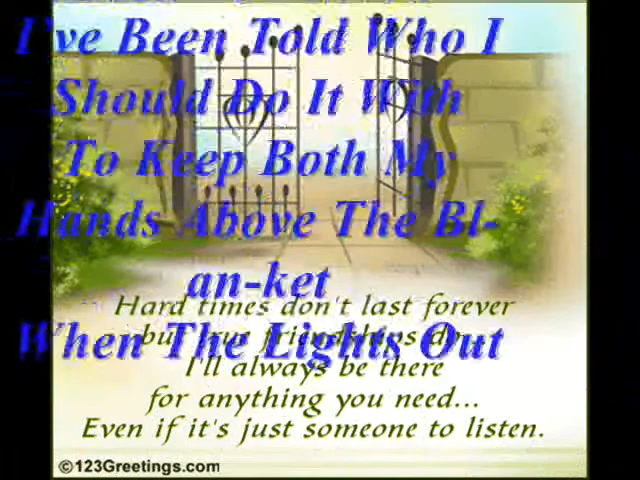 I've Been Told Who I
Should Do It With
To Keep Both My
Hands Above The Bl-
an-ket
Hard times don't last forever
When The Lights Out
but true friendships do.
I'll always be there
for anything you need...
Even if it's just someone to listen.
©123Greetings.com